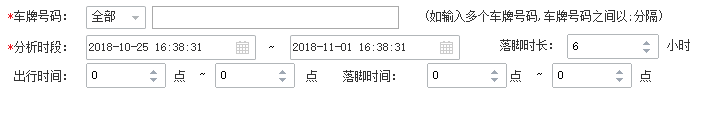 *车牌号码: 全部 (如输入多个车牌号码,车牌号码之间以;分隔)
*分析时段: 2018-10-25 16:38:31 ~ 2018-11-01 16:38:31 落脚时长: 6 小时
出行时间: 0 点 ~ 0 点 落脚时间: 0 点 ~ 0 点